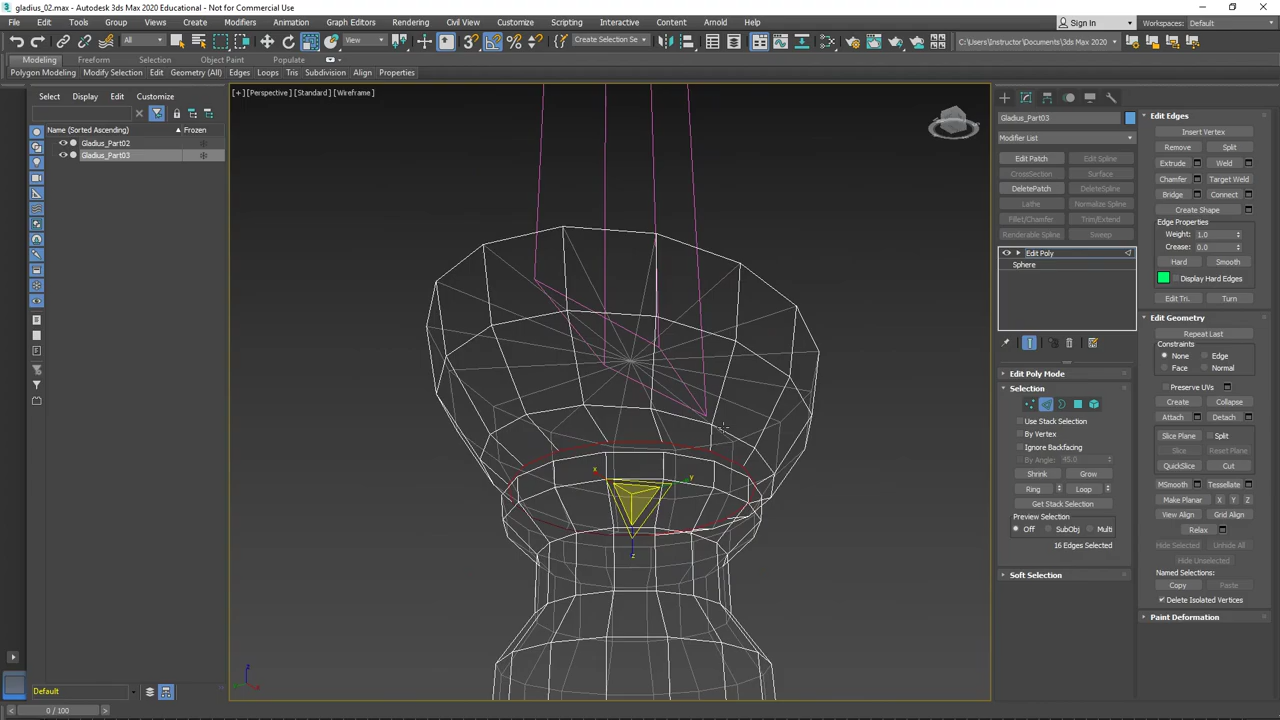 gladius_02.max - Autodesk 3ds Max 2020 Educational - Not for Commercial Use
File Edit Tools Group Views Create Modifiers Animation Graph Editors Rendering Civil View Customize Scripting Interactive Content Arnold Help Sign In Workspaces: Default
All View Create Selection Se C:\Users\Instructor\Documents\3ds Max 2020
Modeling Freeform Selection Object Paint Populate
Polygon Modeling Modify Selection Edit Geometry (All) Edges Loops Tris Subdivision Align Properties
Select Display Edit Customize
[+] [Perspective] [Standard] [Wireframe]
Name (Sorted Ascending) ▲ Frozen
Gladius_Part02
Gladius_Part03
x
y
z
Default
0 / 100
Gladius_Part03
Modifier List
Edit Patch Edit Spline
CrossSection Surface
DeletePatch DeleteSpline
Lathe Normalize Spline
Fillet/Chamfer Trim/Extend
Renderable Spline Sweep
Edit Poly
Sphere
Edit Poly Mode
Selection
Use Stack Selection
By Vertex
Ignore Backfacing
By Angle: 45.0
Shrink Grow
Ring Loop
Get Stack Selection
Preview Selection
Off SubObj Multi
16 Edges Selected
Soft Selection
Edit Edges
Insert Vertex
Remove Split
Extrude Weld
Chamfer Target Weld
Bridge Connect
Create Shape
Edge Properties
Weight: 1.0
Crease: 0.0
Hard Smooth
Display Hard Edges
Edit Tri. Turn
Edit Geometry
Repeat Last
Constraints
None Edge
Face Normal
Preserve UVs
Create Collapse
Attach Detach
Slice Plane Split
Slice Reset Plane
QuickSlice Cut
MSmooth Tessellate
Make Planar X Y Z
View Align Grid Align
Relax
Hide Selected Unhide All
Hide Unselected
Named Selections:
Copy Paste
Delete Isolated Vertices
Paint Deformation